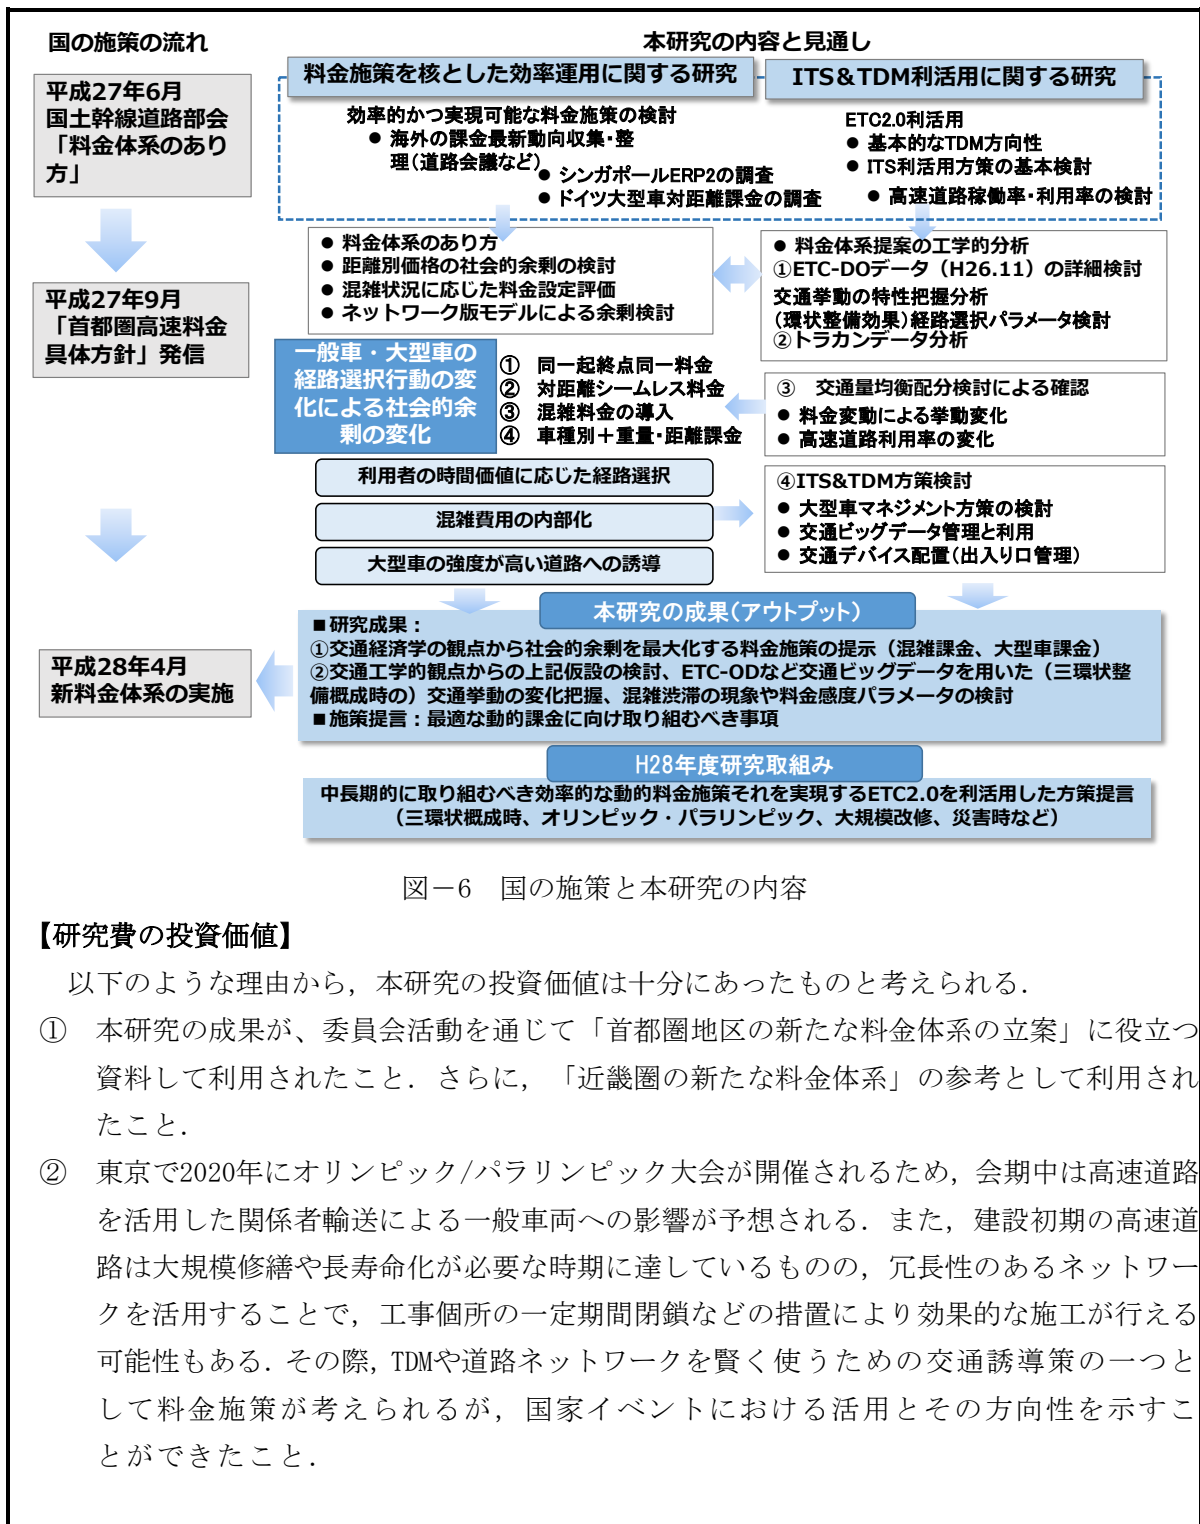 国の施策の流れ
本研究の内容と見通し
平成27年6月
国土幹線道路部会
「料金体系のあり
方」
料金施策を核とした効率運用に関する研究
効率的かつ実現可能な料金施策の検討
● 海外の課金最新動向収集・整
理(道路会議など)
● シンガポールERP2の調査
● ドイツ大型車対距離課金の調査
ITS&TDM利活用に関する研究
ETC2.0利活用
● 基本的なTDM方向性
● ITS利活用方策の基本検討
● 高速道路稼働率・利用率の検討
平成27年9月
「首都圏高速料金
具体方針」発信
● 料金体系のあり方
● 距離別価格の社会的余剰の検討
● 混雑状況に応じた料金設定評価
● ネットワーク版モデルによる余剰検討
● 料金体系提案の工学的分析
①ETC-DOデータ（H26.11）の詳細検討
交通挙動の特性把握分析
(環状整備効果)経路選択パラメータ検討
②トラカンデータ分析
一般車・大型車の
経路選択行動の変
化による社会的余
剰の変化
① 同一起終点同一料金
② 対距離シームレス料金
③ 混雑料金の導入
④ 車種別＋重量・距離課金
③ 交通量均衡配分検討による確認
● 料金変動による挙動変化
● 高速道路利用率の変化
利用者の時間価値に応じた経路選択
混雑費用の内部化
大型車の強度が高い道路への誘導
④ITS&TDM方策検討
● 大型車マネジメント方策の検討
● 交通ビッグデータ管理と利用
● 交通デバイス配置(出入り口管理)
平成28年4月
新料金体系の実施
本研究の成果(アウトプット)
■研究成果：
①交通経済学の観点から社会的余剰を最大化する料金施策の提示（混雑課金、大型車課金）
②交通工学的観点からの上記仮設の検討、ETC-ODなど交通ビッグデータを用いた（三環状整
備概成時の）交通挙動の変化把握、混雑渋滞の現象や料金感度パラメータの検討
■施策提言：最適な動的課金に向け取り組むべき事項
H28年度研究取組み
中長期的に取り組むべき効率的な動的料金施策それを実現するETC2.0を利活用した方策提言
（三環状概成時、オリンピック・パラリンピック、大規模改修、災害時など）
図－6　国の施策と本研究の内容
【研究費の投資価値】
以下のような理由から，本研究の投資価値は十分にあったものと考えられる．
①　本研究の成果が、委員会活動を通じて「首都圏地区の新たな料金体系の立案」に役立つ
資料して利用されたこと．さらに，「近畿圏の新たな料金体系」の参考として利用され
たこと．
②　東京で2020年にオリンピック/パラリンピック大会が開催されるため，会期中は高速道路
を活用した関係者輸送による一般車両への影響が予想される．また，建設初期の高速道
路は大規模修繕や長寿命化が必要な時期に達しているものの，冗長性のあるネットワー
クを活用することで，工事個所の一定期間閉鎖などの措置により効果的な施工が行える
可能性もある．その際，TDMや道路ネットワークを賢く使うための交通誘導策の一つと
して料金施策が考えられるが，国家イベントにおける活用とその方向性を示すこ
とができたこと．